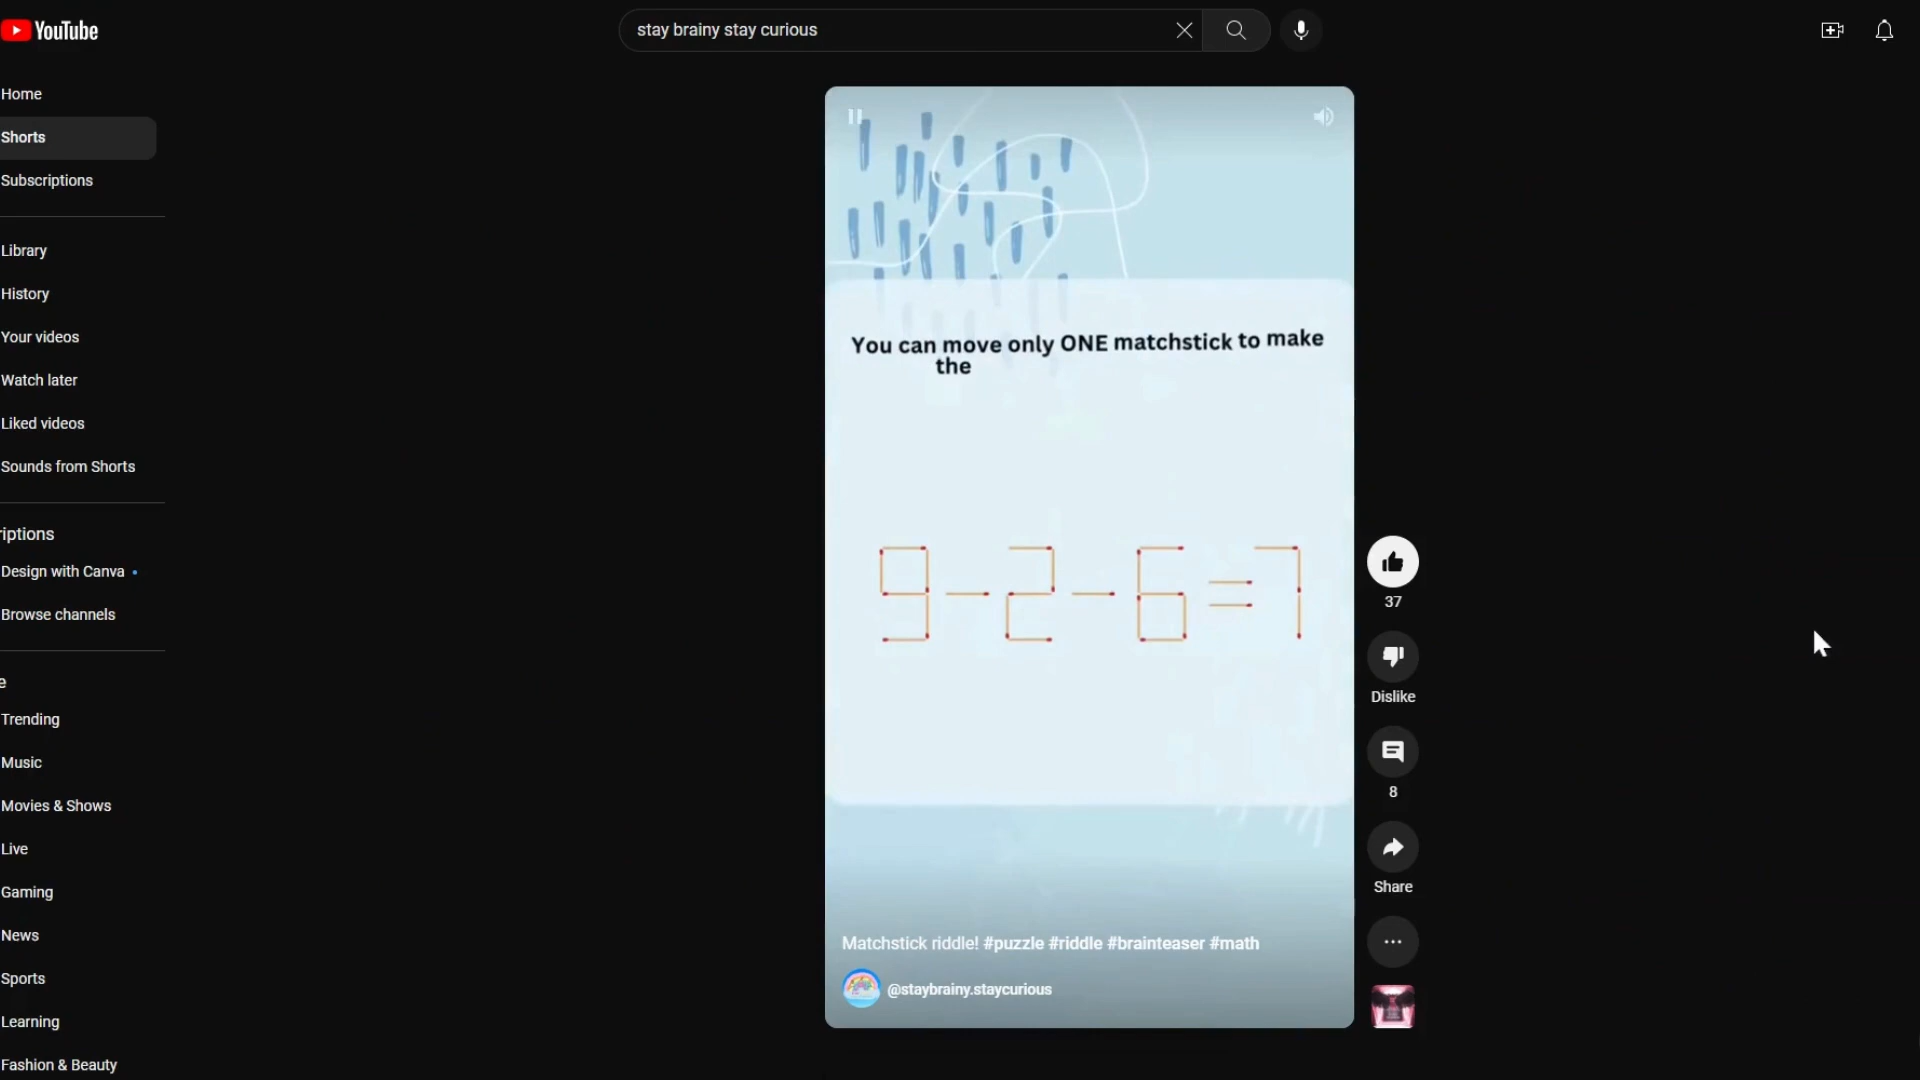 YouTube
stay brainy stay curious
Home
Shorts
Subscriptions
Library
History
Your videos
Watch later
Liked videos
Sounds from Shorts
riptions
Design with Canva
Browse channels
e
Trending
Music
Movies & Shows
Live
Gaming
News
Sports
Learning
Fashion & Beauty
You can move only ONE matchstick to make
the
9-2-6=7
Matchstick riddle! #puzzle #riddle #brainteaser #math
@staybrainy.staycurious
37
Dislike
8
Share